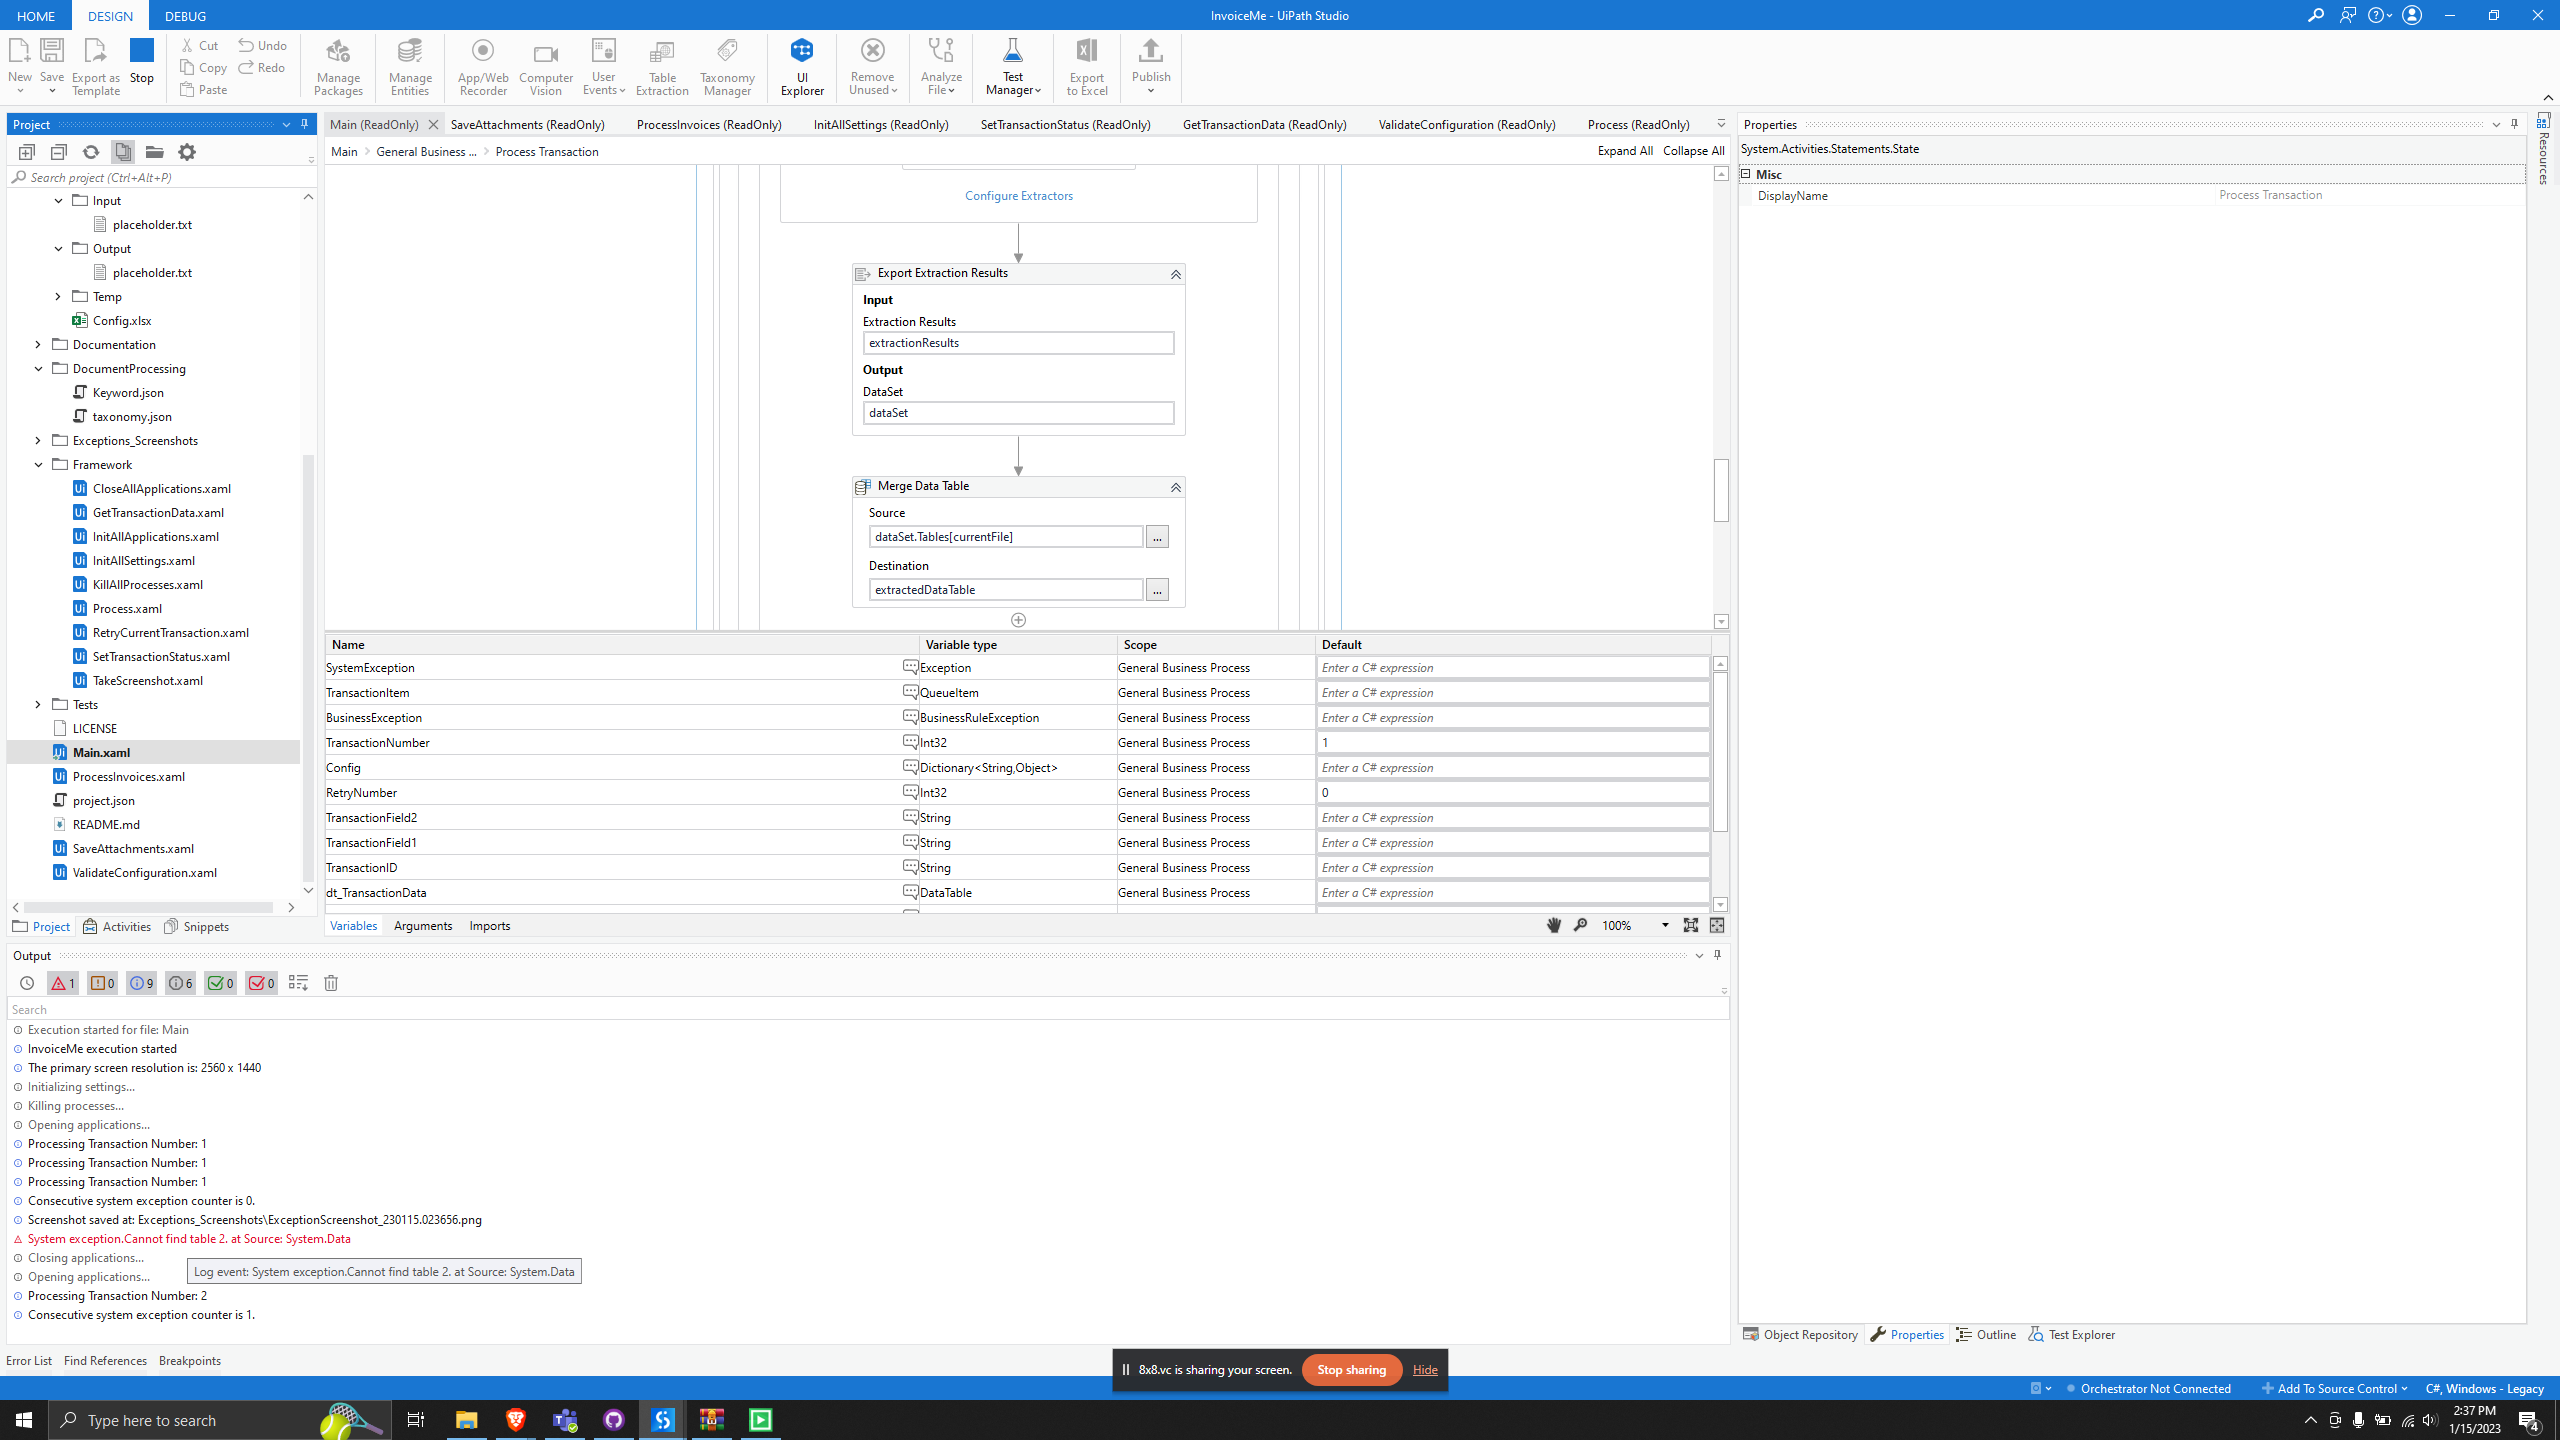 HOME DESIGN DEBUG InvoiceMe - UiPath Studio
New Save Export as Template Stop
Cut Copy Paste Undo Redo
Manage Packages Manage Entities App/Web Recorder Computer Vision User Events Table Extraction Taxonomy Manager UI Explorer Remove Unused Analyze File Test Manager Export to Excel Publish
Project
Search project (Ctrl+Alt+P)
Input
placeholder.txt
Output
placeholder.txt
Temp
Config.xlsx
Documentation
DocumentProcessing
Keyword.json
taxonomy.json
Exceptions_Screenshots
Framework
CloseAllApplications.xaml
GetTransactionData.xaml
InitAllApplications.xaml
InitAllSettings.xaml
KillAllProcesses.xaml
Process.xaml
RetryCurrentTransaction.xaml
SetTransactionStatus.xaml
TakeScreenshot.xaml
Tests
LICENSE
Main.xaml
ProcessInvoices.xaml
project.json
README.md
SaveAttachments.xaml
ValidateConfiguration.xaml
Project Activities Snippets
Main (ReadOnly) SaveAttachments (ReadOnly) ProcessInvoices (ReadOnly) InitAllSettings (ReadOnly) SetTransactionStatus (ReadOnly) GetTransactionData (ReadOnly) ValidateConfiguration (ReadOnly) Process (ReadOnly)
Main General Business ... Process Transaction Expand All Collapse All
Configure Extractors
Export Extraction Results
Input
Extraction Results
extractionResults
Output
DataSet
dataSet
Merge Data Table
Source
dataSet.Tables[currentFile] ...
Destination
extractedDataTable ...
Name Variable type Scope Default
SystemException Exception General Business Process Enter a C# expression
TransactionItem QueueItem General Business Process Enter a C# expression
BusinessException BusinessRuleException General Business Process Enter a C# expression
TransactionNumber Int32 General Business Process 1
Config Dictionary<String,Object> General Business Process Enter a C# expression
RetryNumber Int32 General Business Process 0
TransactionField2 String General Business Process Enter a C# expression
TransactionField1 String General Business Process Enter a C# expression
TransactionID String General Business Process Enter a C# expression
dt_TransactionData DataTable General Business Process Enter a C# expression
Variables Arguments Imports 100%
Properties
System.Activities.Statements.State
Misc
DisplayName Process Transaction
Resources
Output
1 0 9 6 0 0
Search
Execution started for file: Main
InvoiceMe execution started
The primary screen resolution is: 2560 x 1440
Initializing settings...
Killing processes...
Opening applications...
Processing Transaction Number: 1
Processing Transaction Number: 1
Processing Transaction Number: 1
Consecutive system exception counter is 0.
Screenshot saved at: Exceptions_Screenshots\ExceptionScreenshot_230115.023656.png
System exception.Cannot find table 2. at Source: System.Data
Closing applications...
Log event: System exception.Cannot find table 2. at Source: System.Data
Opening applications...
Processing Transaction Number: 2
Consecutive system exception counter is 1.
Object Repository Properties Outline Test Explorer
Error List Find References Breakpoints
8x8.vc is sharing your screen. Stop sharing Hide
Orchestrator Not Connected Add To Source Control C#, Windows - Legacy
Type here to search
2:37 PM
1/15/2023
4